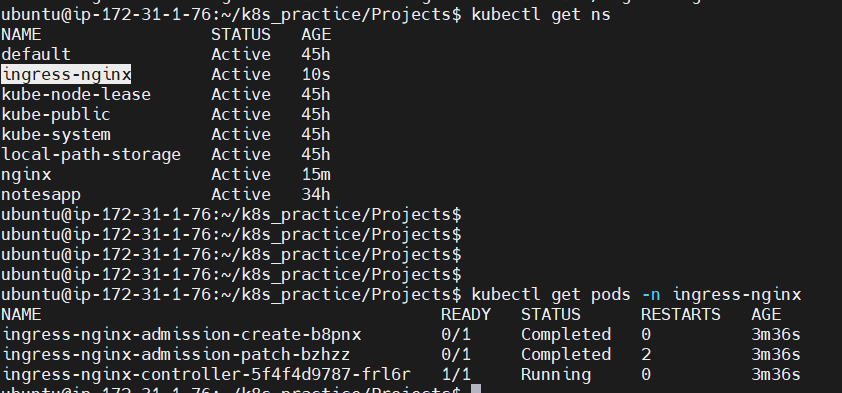 ubuntu@ip-172-31-1-76:~/k8s_practice/Projects$ kubectl get ns
NAME STATUS AGE
default Active 45h
ingress-nginx Active 10s
kube-node-lease Active 45h
kube-public Active 45h
kube-system Active 45h
local-path-storage Active 45h
nginx Active 15m
notesapp Active 34h
ubuntu@ip-172-31-1-76:~/k8s_practice/Projects$
ubuntu@ip-172-31-1-76:~/k8s_practice/Projects$
ubuntu@ip-172-31-1-76:~/k8s_practice/Projects$
ubuntu@ip-172-31-1-76:~/k8s_practice/Projects$
ubuntu@ip-172-31-1-76:~/k8s_practice/Projects$ kubectl get pods -n ingress-nginx
NAME READY STATUS RESTARTS AGE
ingress-nginx-admission-create-b8pnx 0/1 Completed 0 3m36s
ingress-nginx-admission-patch-bzhzz 0/1 Completed 2 3m36s
ingress-nginx-controller-5f4f4d9787-frl6r 1/1 Running 0 3m36s
ubuntu@ip-172-31-1-76:~/k8s_practice/Projects$